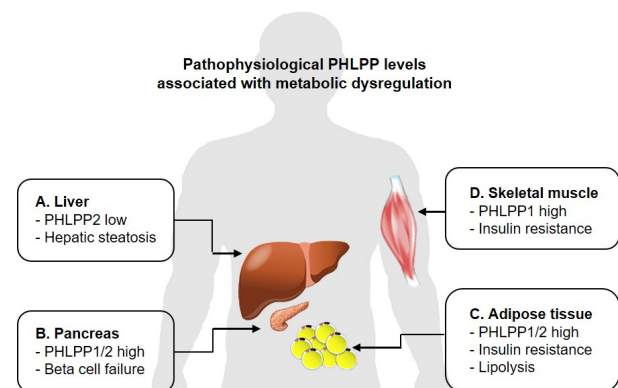 Pathophysiological PHLPP levels
associated with metabolic dysregulation
A. Liver
- PHLPP2 low
- Hepatic steatosis
B. Pancreas
- PHLPP1/2 high
- Beta cell failure
D. Skeletal muscle
- PHLPP1 high
- Insulin resistance
C. Adipose tissue
- PHLPP1/2 high
- Insulin resistance
- Lipolysis